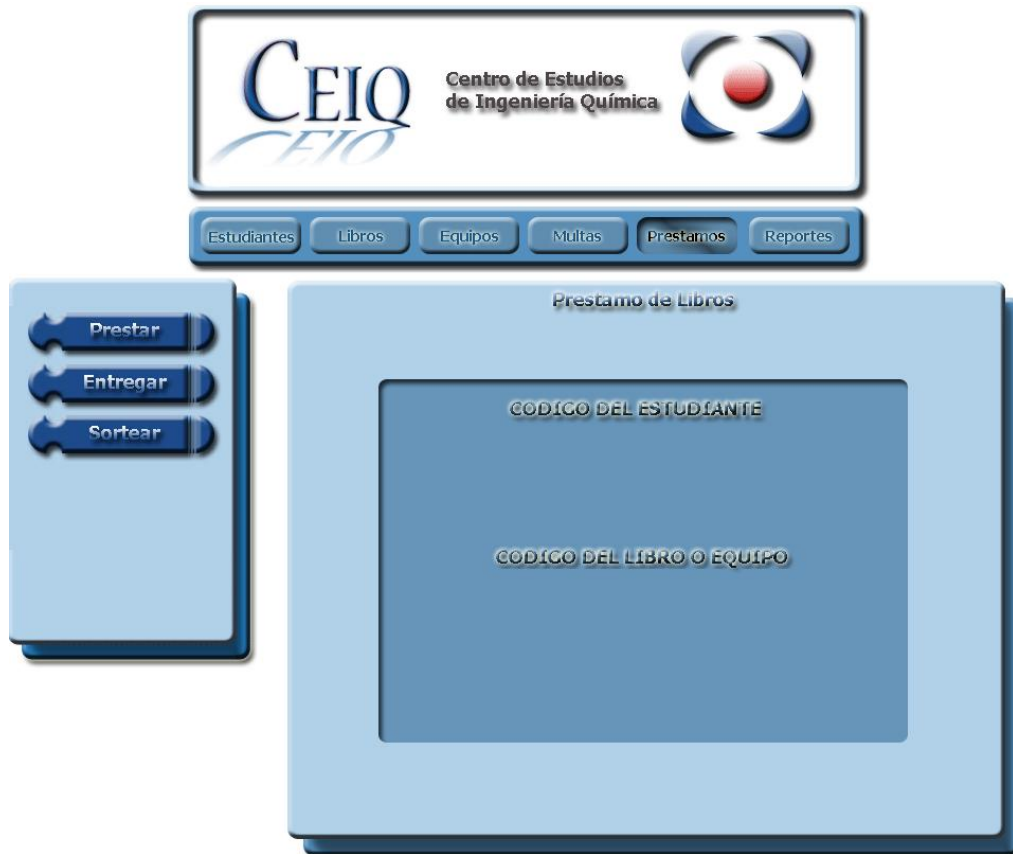 CEIQ
Centro de Estudios
de Ingeniería Química
Estudiantes
Libros
Equipos
Multas
Prestamos
Reportes
Prestar
Entregar
Sortear
Prestamo de Libros
CODIGO DEL ESTUDIANTE
CODIGO DEL LIBRO O EQUIPO